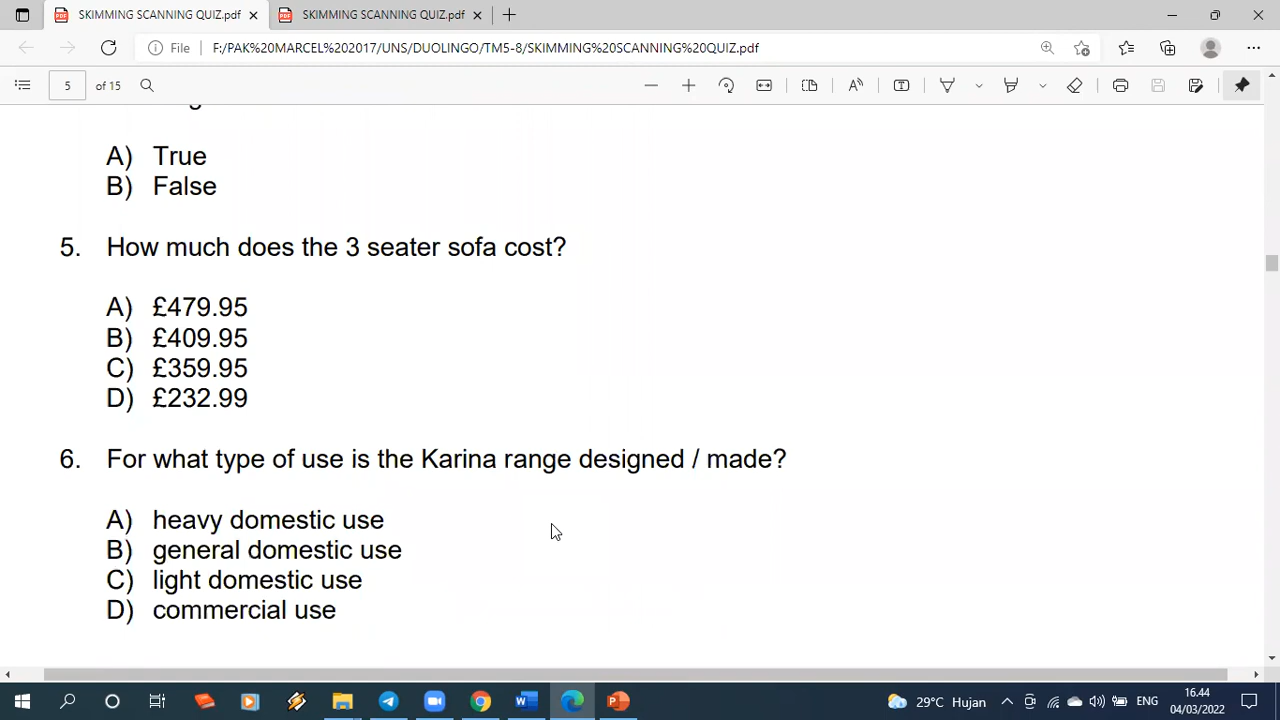 SKIMMING SCANNING QUIZ.pdf
SKIMMING SCANNING QUIZ.pdf
File
F:/PAK%20MARCEL%202017/UNS/DUOLINGO/TM5-8/SKIMMING%20SCANNING%20QUIZ.pdf
5 of 15
A) True
B) False
5. How much does the 3 seater sofa cost?
A) £479.95
B) £409.95
C) £359.95
D) £232.99
6. For what type of use is the Karina range designed / made?
A) heavy domestic use
B) general domestic use
C) light domestic use
D) commercial use
29°C Hujan
ENG
16.44
04/03/2022